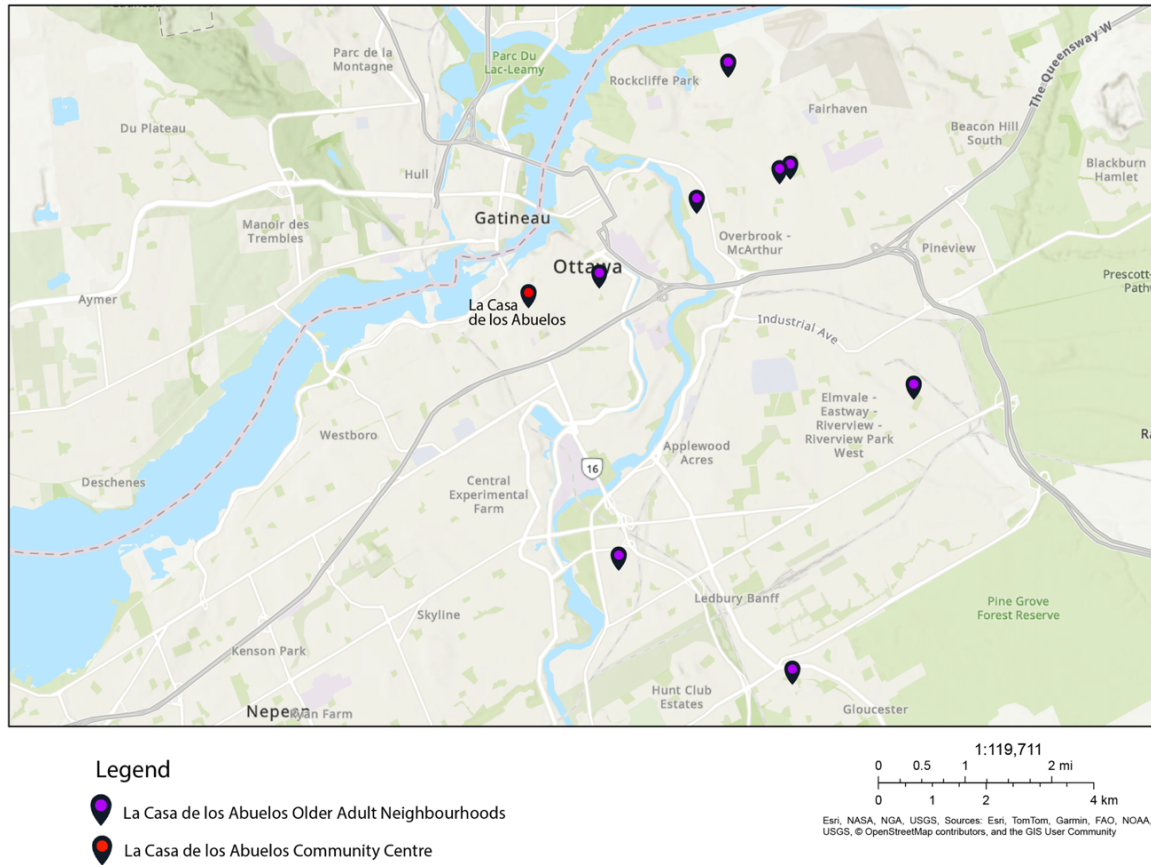 Parc de la
Montagne
Parc Du
Lac-Leamy
Rockcliffe Park
Fairhaven
The Queensway W
Du Plateau
Beacon Hill
South
Blackburn
Hamlet
Hull
Manoir des
Trembles
Gatineau
Overbrook -
McArthur
Pineview
Ottawa
Prescott-
Path
Aymer
La Casa
de los Abuelos
Industrial Ave
Elmvale -
Eastway -
Riverview -
Riverview Park
West
Westboro
Applewood
Acres
16
Deschenes
Central
Experimental
Farm
Ledbury Banff
Pine Grove
Forest Reserve
Skyline
Kenson Park
Hunt Club
Estates
Gloucester
Nepean
Ryan Farm
Legend
La Casa de los Abuelos Older Adult Neighbourhoods
La Casa de los Abuelos Community Centre
1:119,711
0 0.5 1 2 mi
0 1 2 4 km
Esri, NASA, NGA, USGS, Sources: Esri, TomTom, Garmin, FAO, NOAA,
USGS, © OpenStreetMap contributors, and the GIS User Community